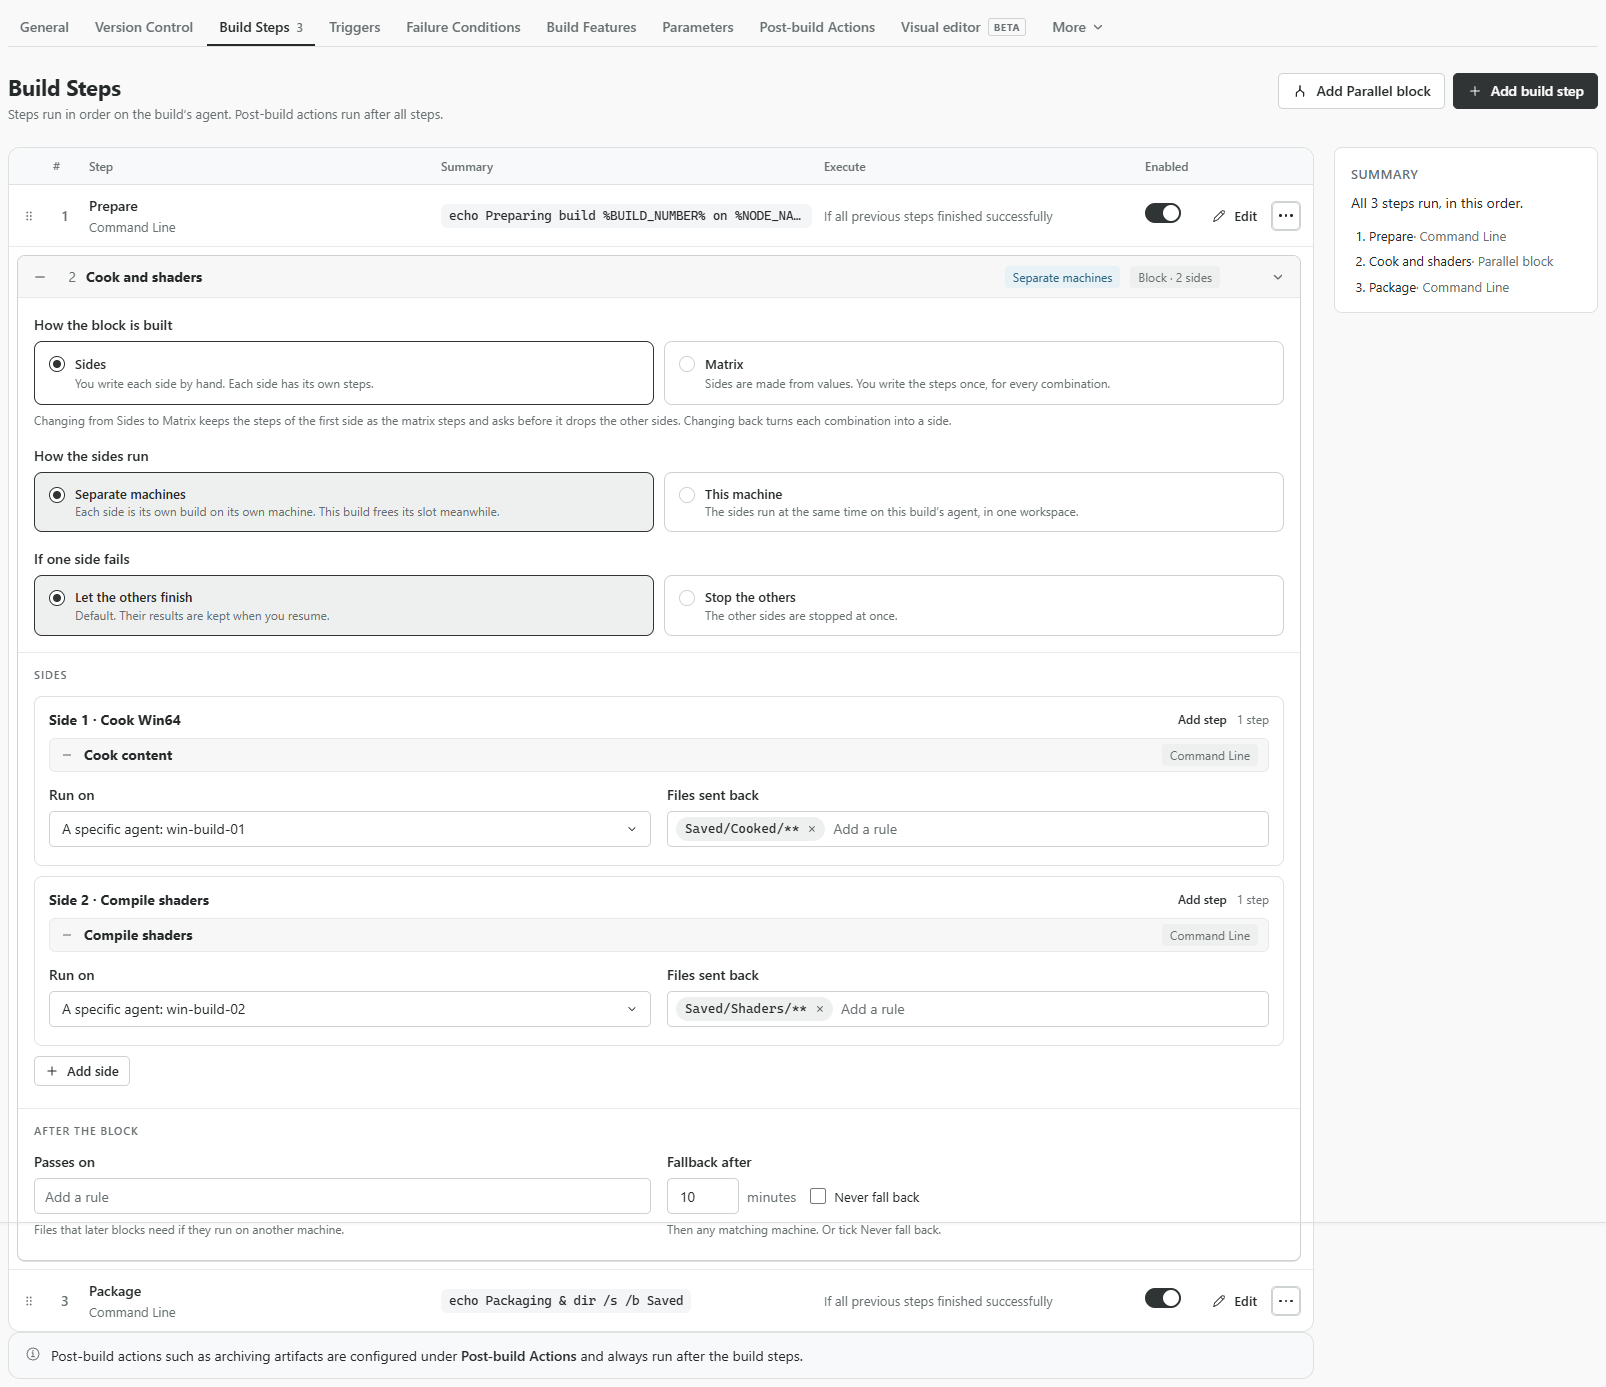 General Version Control Build Steps 3 Triggers Failure Conditions Build Features Parameters Post-build Actions Visual editor BETA More
Build Steps
Steps run in order on the build's agent. Post-build actions run after all steps.
Add Parallel block
Add build step
# Step Summary Execute Enabled
1 Prepare
Command Line
echo Preparing build %BUILD_NUMBER% on %NODE_NA…
If all previous steps finished successfully
Edit
2 Cook and shaders
Separate machines
Block · 2 sides
How the block is built
Sides
You write each side by hand. Each side has its own steps.
Matrix
Sides are made from values. You write the steps once, for every combination.
Changing from Sides to Matrix keeps the steps of the first side as the matrix steps and asks before it drops the other sides. Changing back turns each combination into a side.
How the sides run
Separate machines
Each side is its own build on its own machine. This build frees its slot meanwhile.
This machine
The sides run at the same time on this build's agent, in one workspace.
If one side fails
Let the others finish
Default. Their results are kept when you resume.
Stop the others
The other sides are stopped at once.
SIDES
Side 1 · Cook Win64
Add step 1 step
Cook content
Command Line
Run on
A specific agent: win-build-01
Files sent back
Saved/Cooked/** × Add a rule
Side 2 · Compile shaders
Add step 1 step
Compile shaders
Command Line
Run on
A specific agent: win-build-02
Files sent back
Saved/Shaders/** × Add a rule
Add side
AFTER THE BLOCK
Passes on
Add a rule
Files that later blocks need if they run on another machine.
Fallback after
10 minutes Never fall back
Then any matching machine. Or tick Never fall back.
3 Package
Command Line
echo Packaging & dir /s /b Saved
If all previous steps finished successfully
Edit
Post-build actions such as archiving artifacts are configured under Post-build Actions and always run after the build steps.
SUMMARY
All 3 steps run, in this order.
1. Prepare· Command Line
2. Cook and shaders· Parallel block
3. Package· Command Line